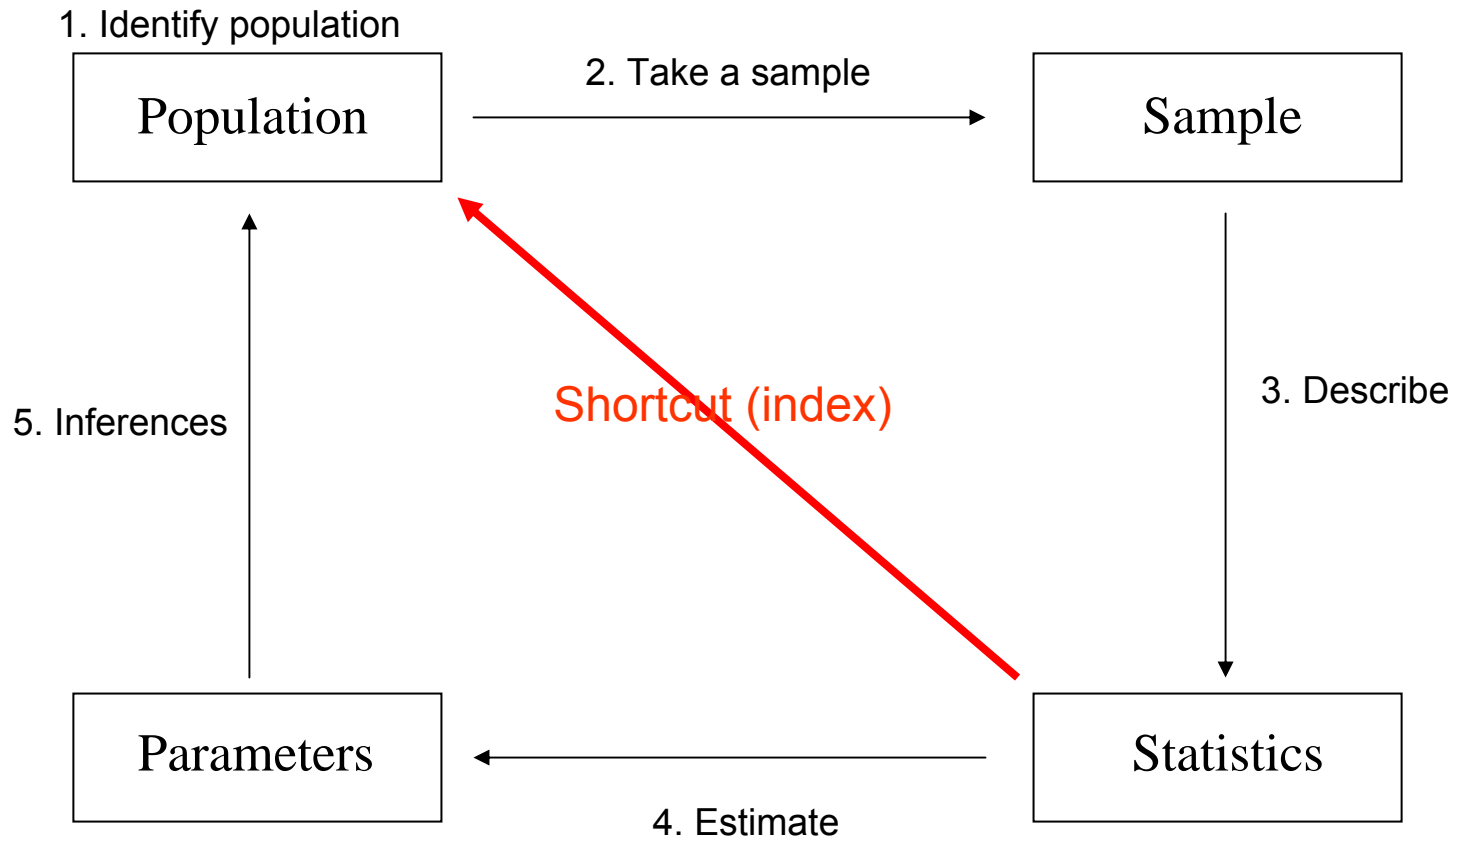 1. Identify population
Population
2. Take a sample
Sample
3. Describe
Shortcut (index)
5. Inferences
Parameters
Statistics
4. Estimate